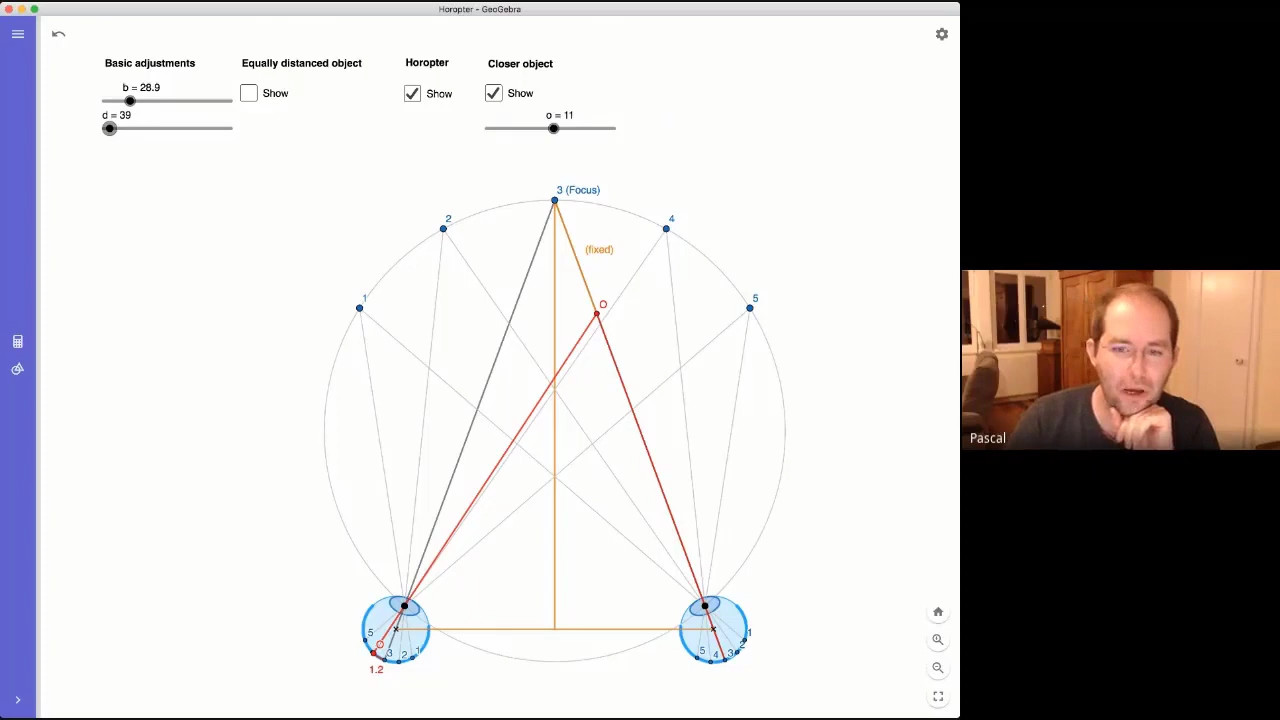 Horopter - GeoGebra
Basic adjustments
Equally distanced object
Horopter
Closer object
b = 28.9
Show
Show
Show
d = 39
o = 11
3 (Focus)
2
4
(fixed)
1
5
O
5
O
3
2
1
1.2
5
4
3
2
1
Pascal